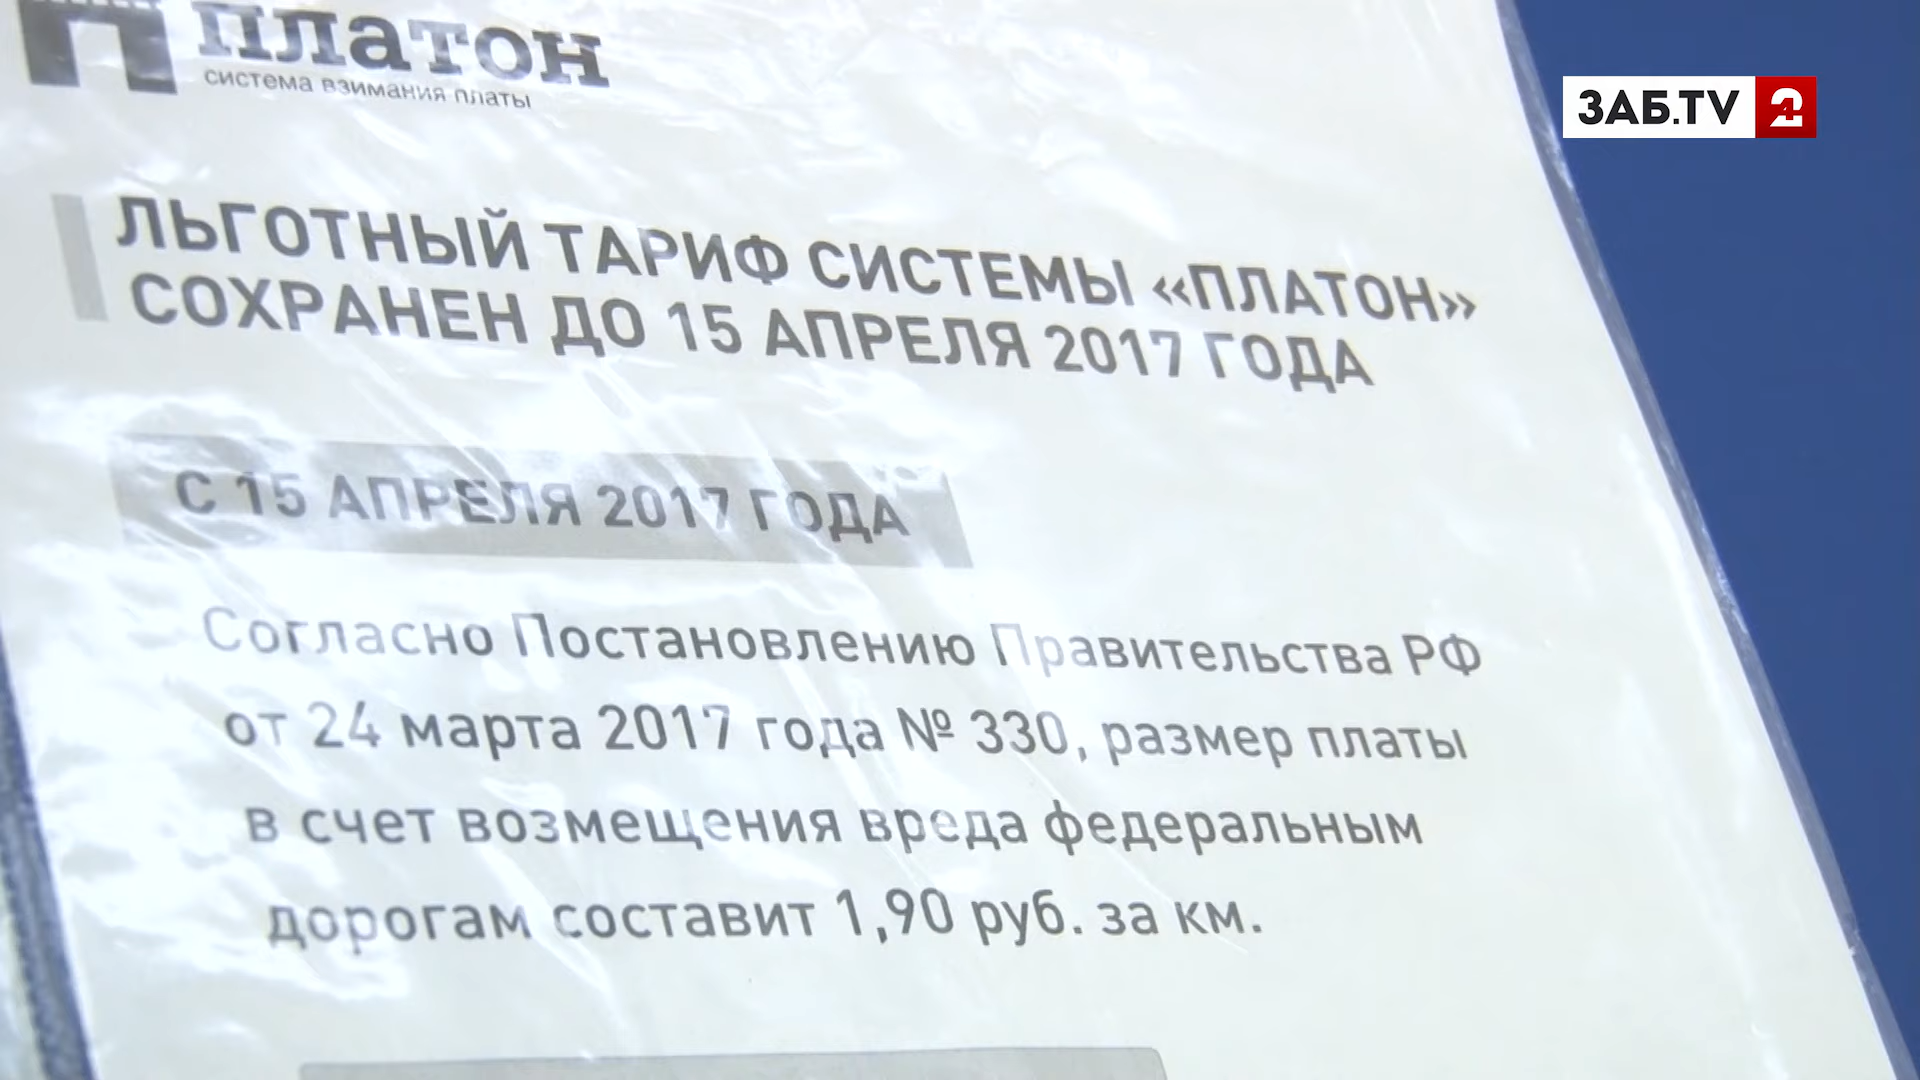 платон
система взимания платы
ЗАБ.TV 24
ЛЬГОТНЫЙ ТАРИФ СИСТЕМЫ «ПЛАТОН»
СОХРАНЕН ДО 15 АПРЕЛЯ 2017 ГОДА
С 15 АПРЕЛЯ 2017 ГОДА
Согласно Постановлению Правительства РФ
от 24 марта 2017 года № 330, размер платы
в счет возмещения вреда федеральным
дорогам составит 1,90 руб. за км.